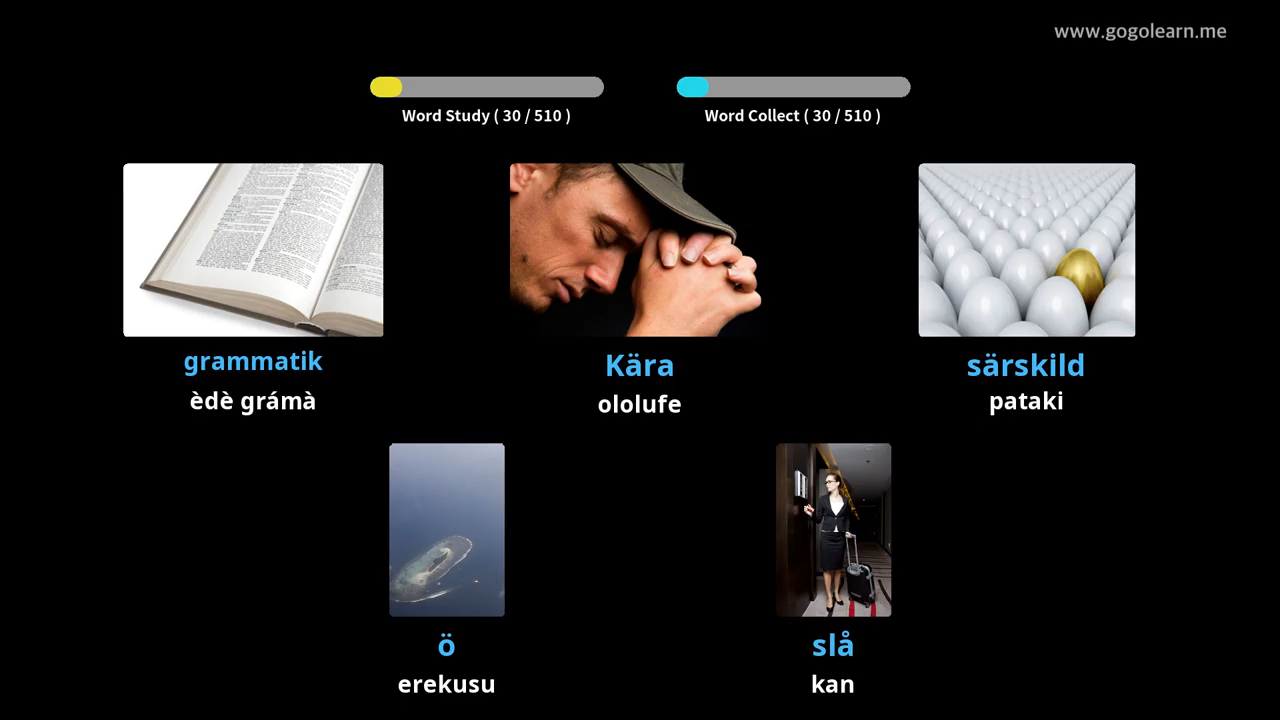 www.gogolearn.me
Word Study ( 30 / 510 )
Word Collect ( 30 / 510 )
grammatik
èdè grámà
Kära
ololufe
särskild
pataki
ö
erekusu
slå
kan